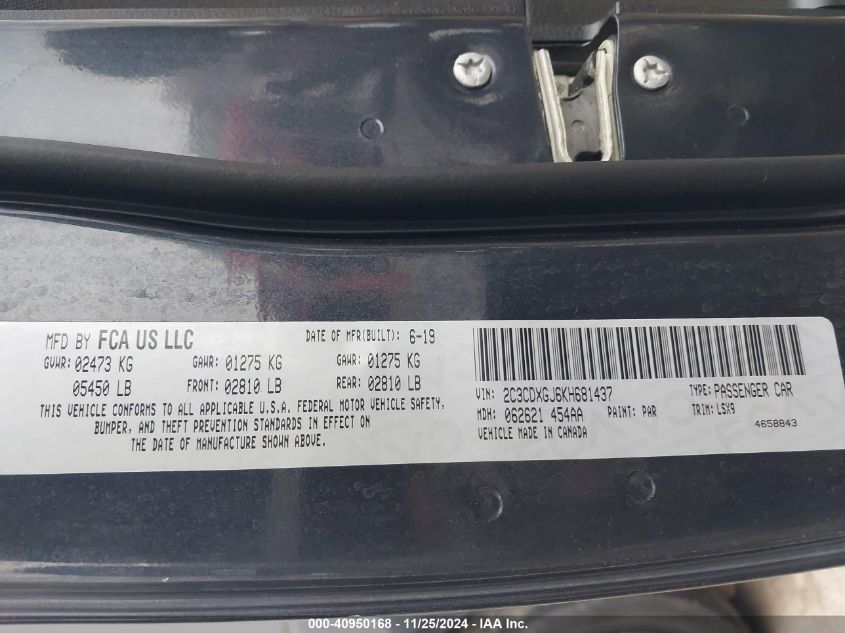 MFD BY FCA US LLC
DATE OF MFR(BUILT): 6-19
GVWR: 02473 KG GAWR: 01275 KG GAWR: 01275 KG
05450 LB FRONT: 02810 LB REAR: 02810 LB
THIS VEHICLE CONFORMS TO ALL APPLICABLE U.S.A. FEDERAL MOTOR VEHICLE SAFETY,
BUMPER, AND THEFT PREVENTION STANDARDS IN EFFECT ON
THE DATE OF MANUFACTURE SHOWN ABOVE.
VIN: 2C3CDXGJ6KH681437 TYPE: PASSENGER CAR
MDH: 062621 454AA PAINT: PAR TRIM: LSX9
VEHICLE MADE IN CANADA 4658843
000-40950168 - 11/25/2024 - IAA, Inc.